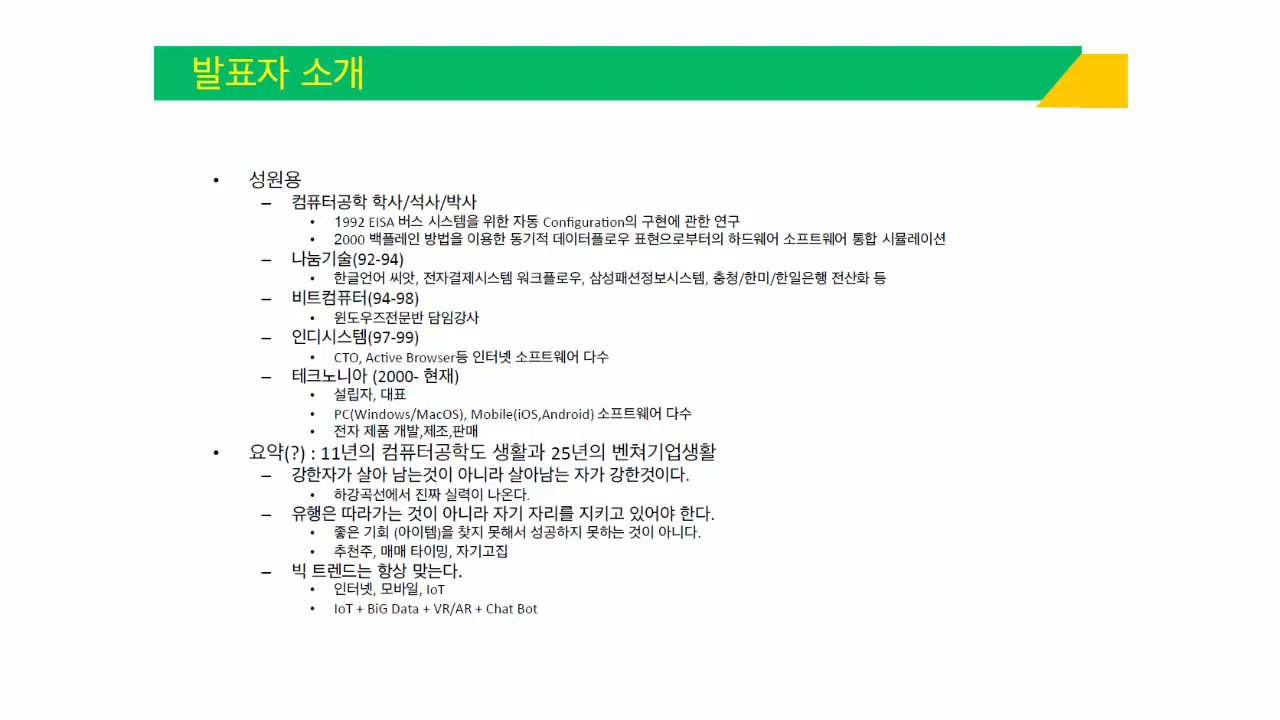 발표자 소개
• 성원용
– 컴퓨터공학 학사/석사/박사
• 1992 EISA 버스 시스템을 위한 자동 Configuration의 구현에 관한 연구
• 2000 백플레인 방법을 이용한 동기적 데이터플로우 표현으로부터의 하드웨어 소프트웨어 통합 시뮬레이션
– 나눔기술(92-94)
• 한글언어 씨앗, 전자결제시스템 워크플로우, 삼성패션정보시스템, 충청/한미/한일은행 전산화 등
– 비트컴퓨터(94-98)
• 윈도우즈전문반 담임강사
– 인디시스템(97-99)
• CTO, Active Browser등 인터넷 소프트웨어 다수
– 테크노니아 (2000- 현재)
• 설립자, 대표
• PC(Windows/MacOS), Mobile(iOS,Android) 소프트웨어 다수
• 전자 제품 개발,제조,판매
• 요약(?) : 11년의 컴퓨터공학도 생활과 25년의 벤쳐기업생활
– 강한자가 살아 남는것이 아니라 살아남는 자가 강한것이다.
• 하강곡선에서 진짜 실력이 나온다.
– 유행은 따라가는 것이 아니라 자기 자리를 지키고 있어야 한다.
• 좋은 기회 (아이템)을 찾지 못해서 성공하지 못하는 것이 아니다.
• 추천주, 매매 타이밍, 자기고집
– 빅 트렌드는 항상 맞는다.
• 인터넷, 모바일, IoT
• IoT + BiG Data + VR/AR + Chat Bot